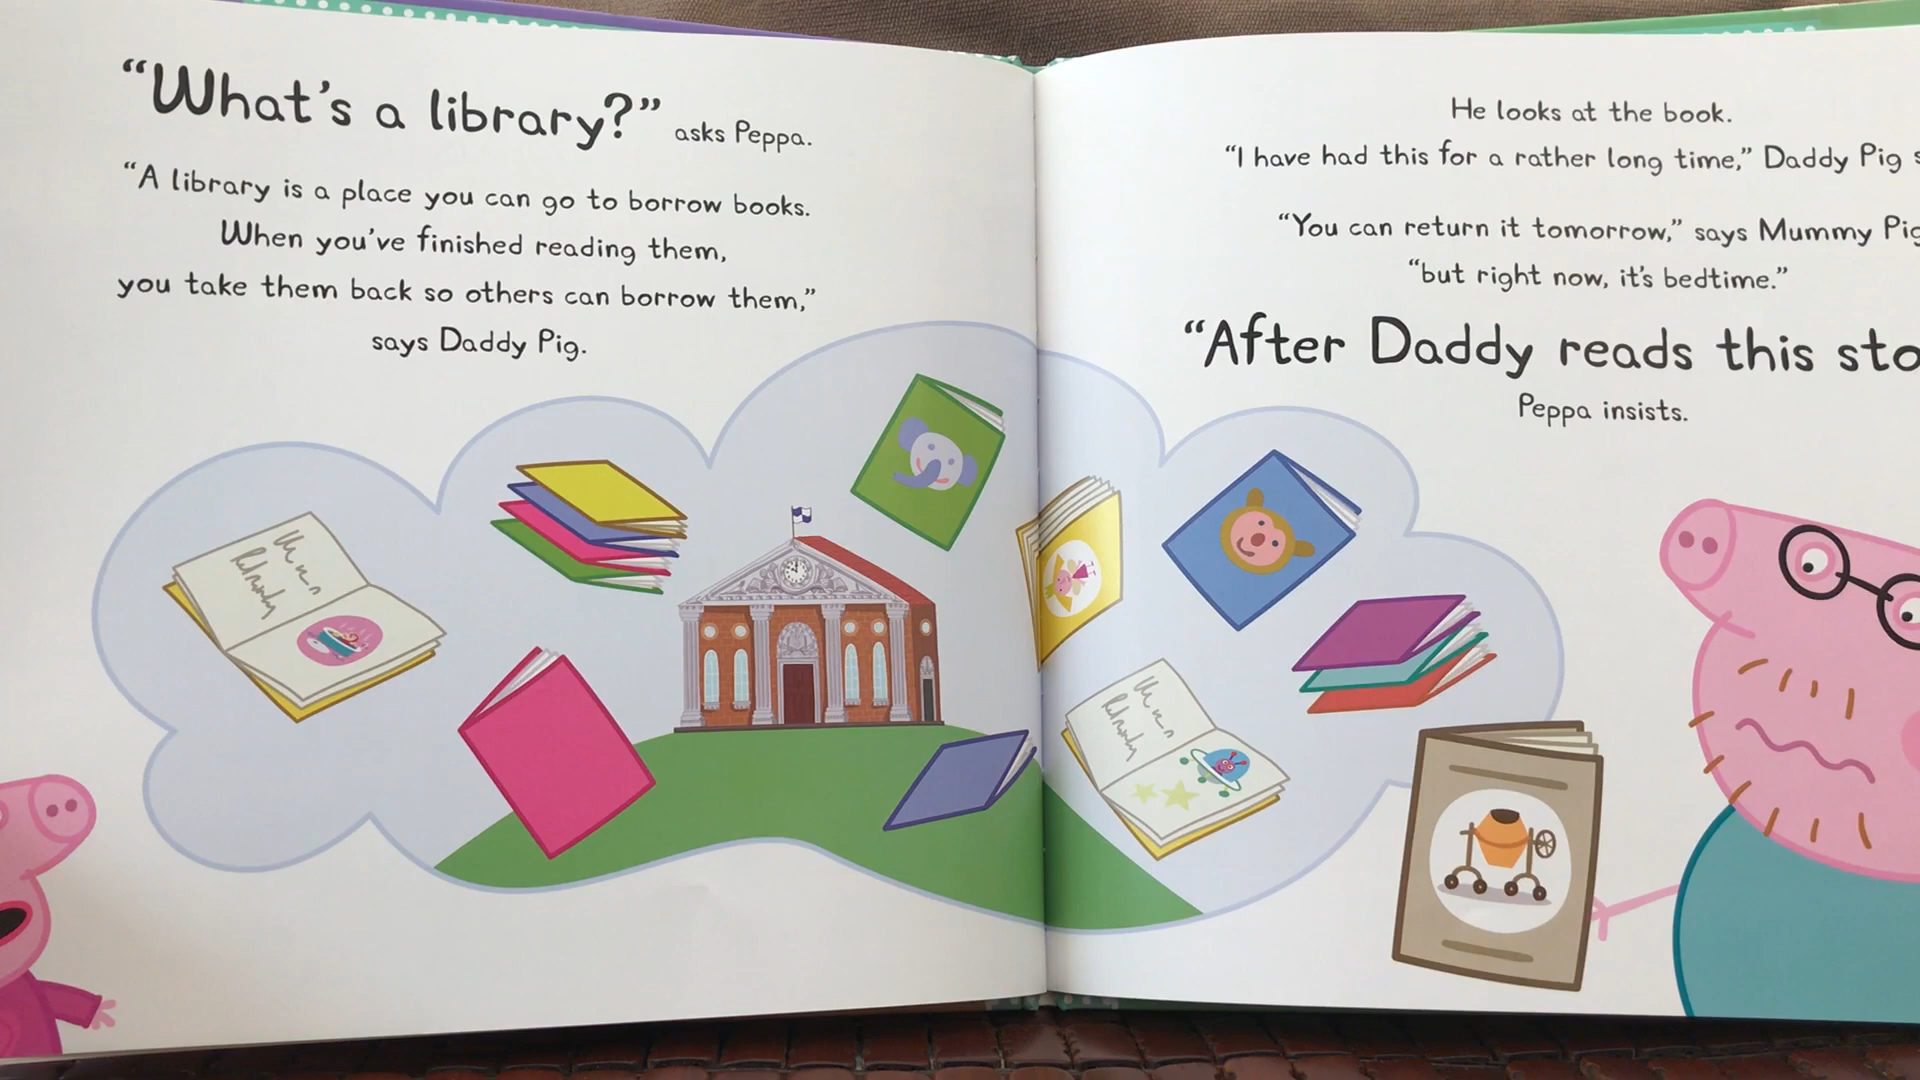 “What’s a library?” asks Peppa.
“A library is a place you can go to borrow books.
When you’ve finished reading them,
you take them back so others can borrow them,”
says Daddy Pig.
He looks at the book.
“I have had this for a rather long time,” Daddy Pig
“You can return it tomorrow,” says Mummy
“but right now, it’s bedtime.”
“After Daddy reads this
Peppa insists.